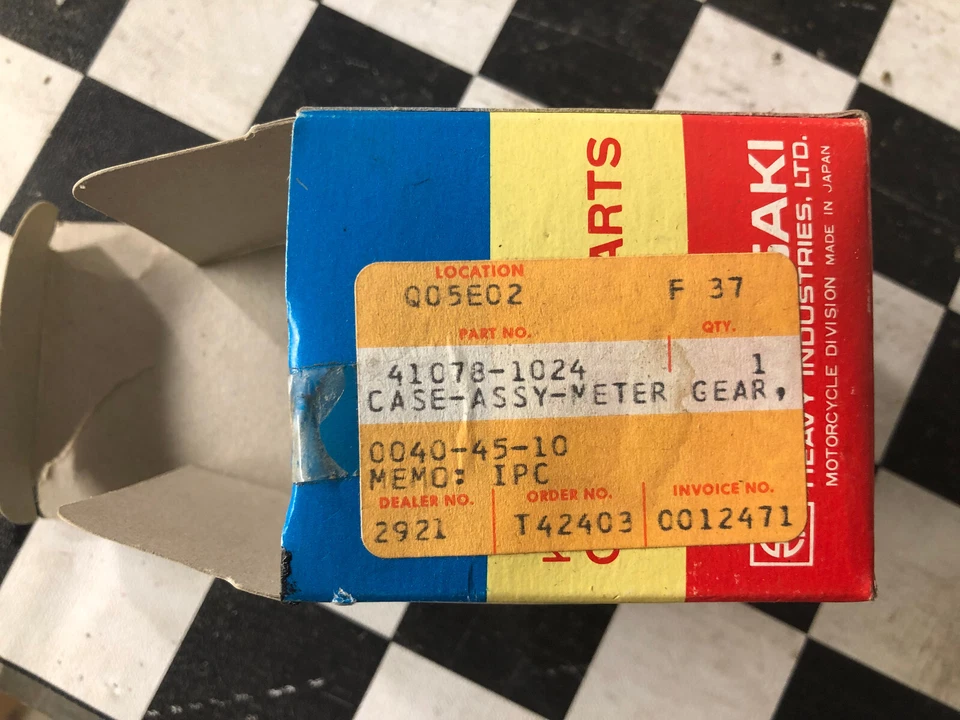 LOCATION
Q05E02 F 37
PART NO. QTY.
41078-1024 1
CASE-ASSY-METER GEAR,
0040-45-10
MEMO: IPC
DEALER NO. ORDER NO. INVOICE NO.
2921 T42403 0012471
ARTS
SAKI
HEAVY INDUSTRIES, LTD.
MOTORCYCLE DIVISION MADE IN JAPAN